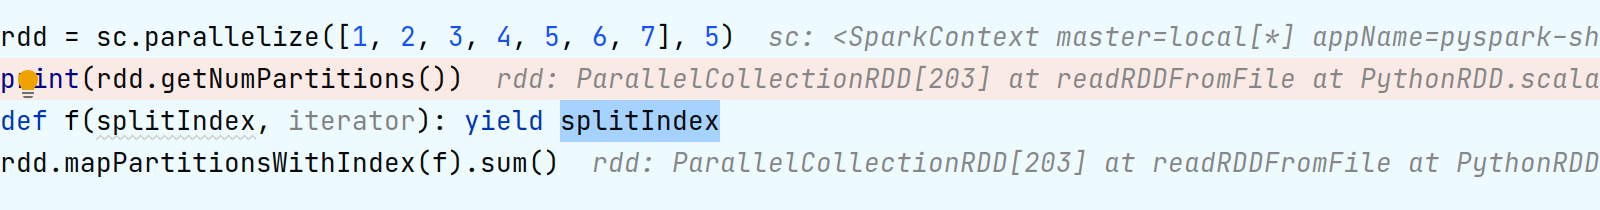 rdd = sc.parallelize([1, 2, 3, 4, 5, 6, 7], 5) sc: <SparkContext master=local[*] appName=pyspark-sh
print(rdd.getNumPartitions()) rdd: ParallelCollectionRDD[203] at readRDDFromFile at PythonRDD.scala
def f(splitIndex, iterator): yield splitIndex
rdd.mapPartitionsWithIndex(f).sum() rdd: ParallelCollectionRDD[203] at readRDDFromFile at PythonRDD